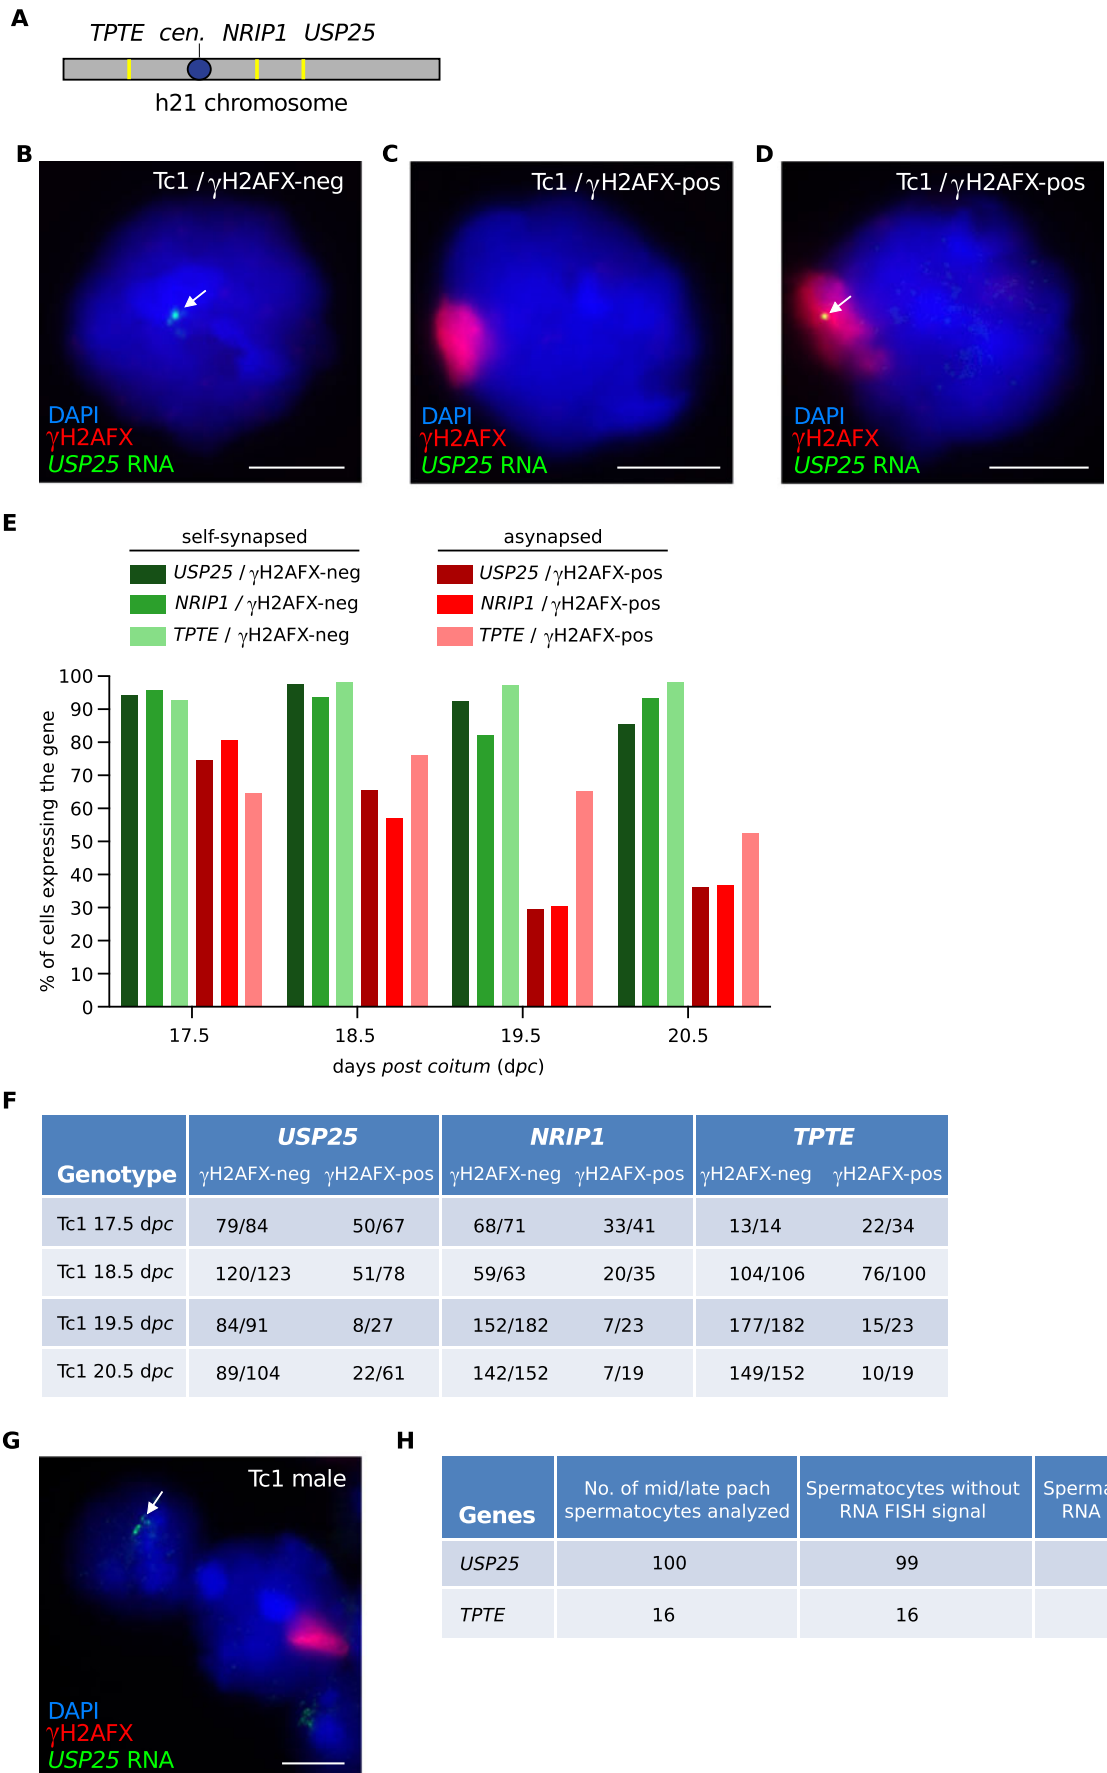 A
TPTE cen. NRIP1 USP25
h21 chromosome
B
Tc1 / γH2AFX-neg
DAPI
γH2AFX
USP25 RNA
C
Tc1 / γH2AFX-pos
DAPI
γH2AFX
USP25 RNA
D
Tc1 / γH2AFX-pos
DAPI
γH2AFX
USP25 RNA
E
self-synapsed
USP25 / γH2AFX-neg
NRIP1 / γH2AFX-neg
TPTE / γH2AFX-neg
asynapsed
USP25 / γH2AFX-pos
NRIP1 / γH2AFX-pos
TPTE / γH2AFX-pos
% of cells expressing the gene
100
90
80
70
60
50
40
30
20
10
0
17.5 18.5 19.5 20.5
days post coitum (dpc)
F
Genotype USP25 NRIP1 TPTE
γH2AFX-neg γH2AFX-pos γH2AFX-neg γH2AFX-pos γH2AFX-neg γH2AFX-pos
Tc1 17.5 dpc 79/84 50/67 68/71 33/41 13/14 22/34
Tc1 18.5 dpc 120/123 51/78 59/63 20/35 104/106 76/100
Tc1 19.5 dpc 84/91 8/27 152/182 7/23 177/182 15/23
Tc1 20.5 dpc 89/104 22/61 142/152 7/19 149/152 10/19
G
Tc1 male
DAPI
γH2AFX
USP25 RNA
H
Genes
No. of mid/late pach
spermatocytes analyzed
Spermatocytes without
RNA FISH signal
Sperma
RNA
USP25 100 99
TPTE 16 16